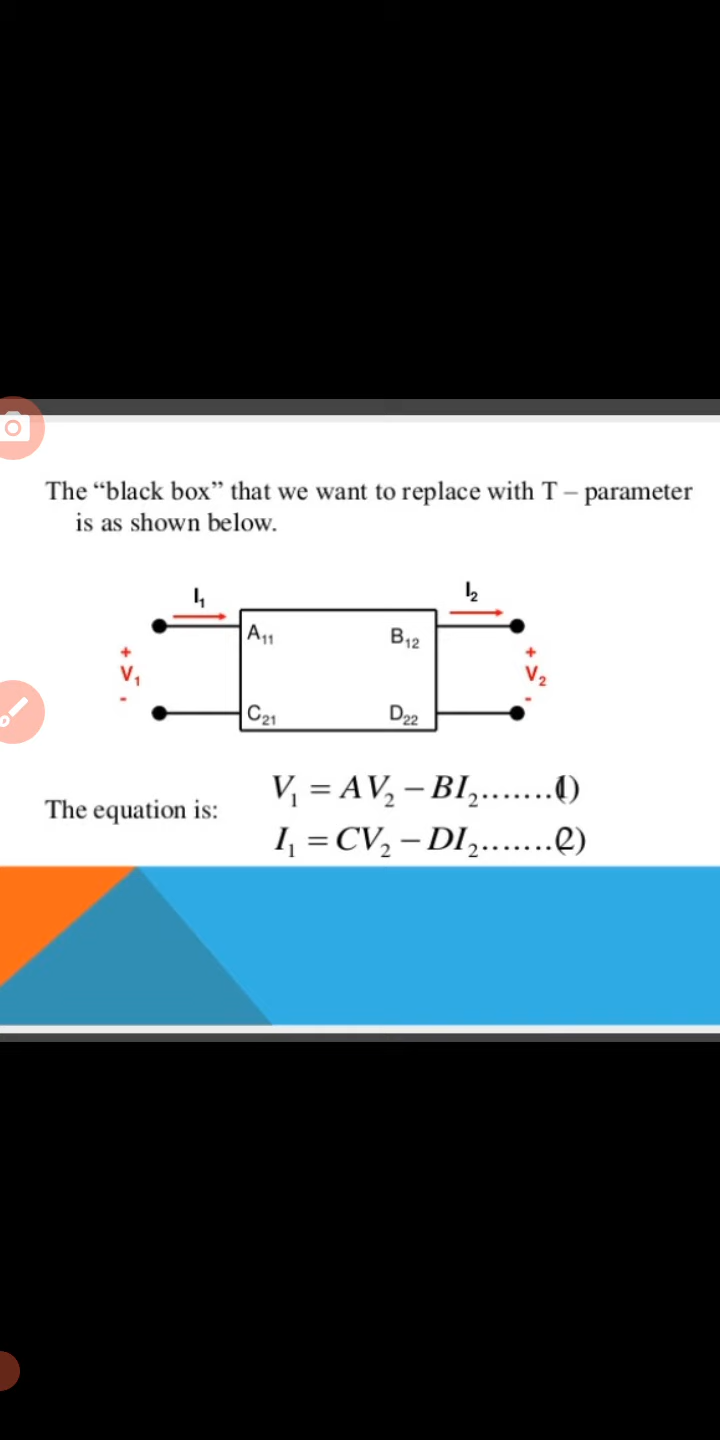 The “black box” that we want to replace with T – parameter
is as shown below.
I₁
I₂
A₁₁
B₁₂
+
V₁
-
+
V₂
-
C₂₁
D₂₂
The equation is:
V₁ = AV₂ − BI₂.......(1)
I₁ = CV₂ − DI₂.......(2)